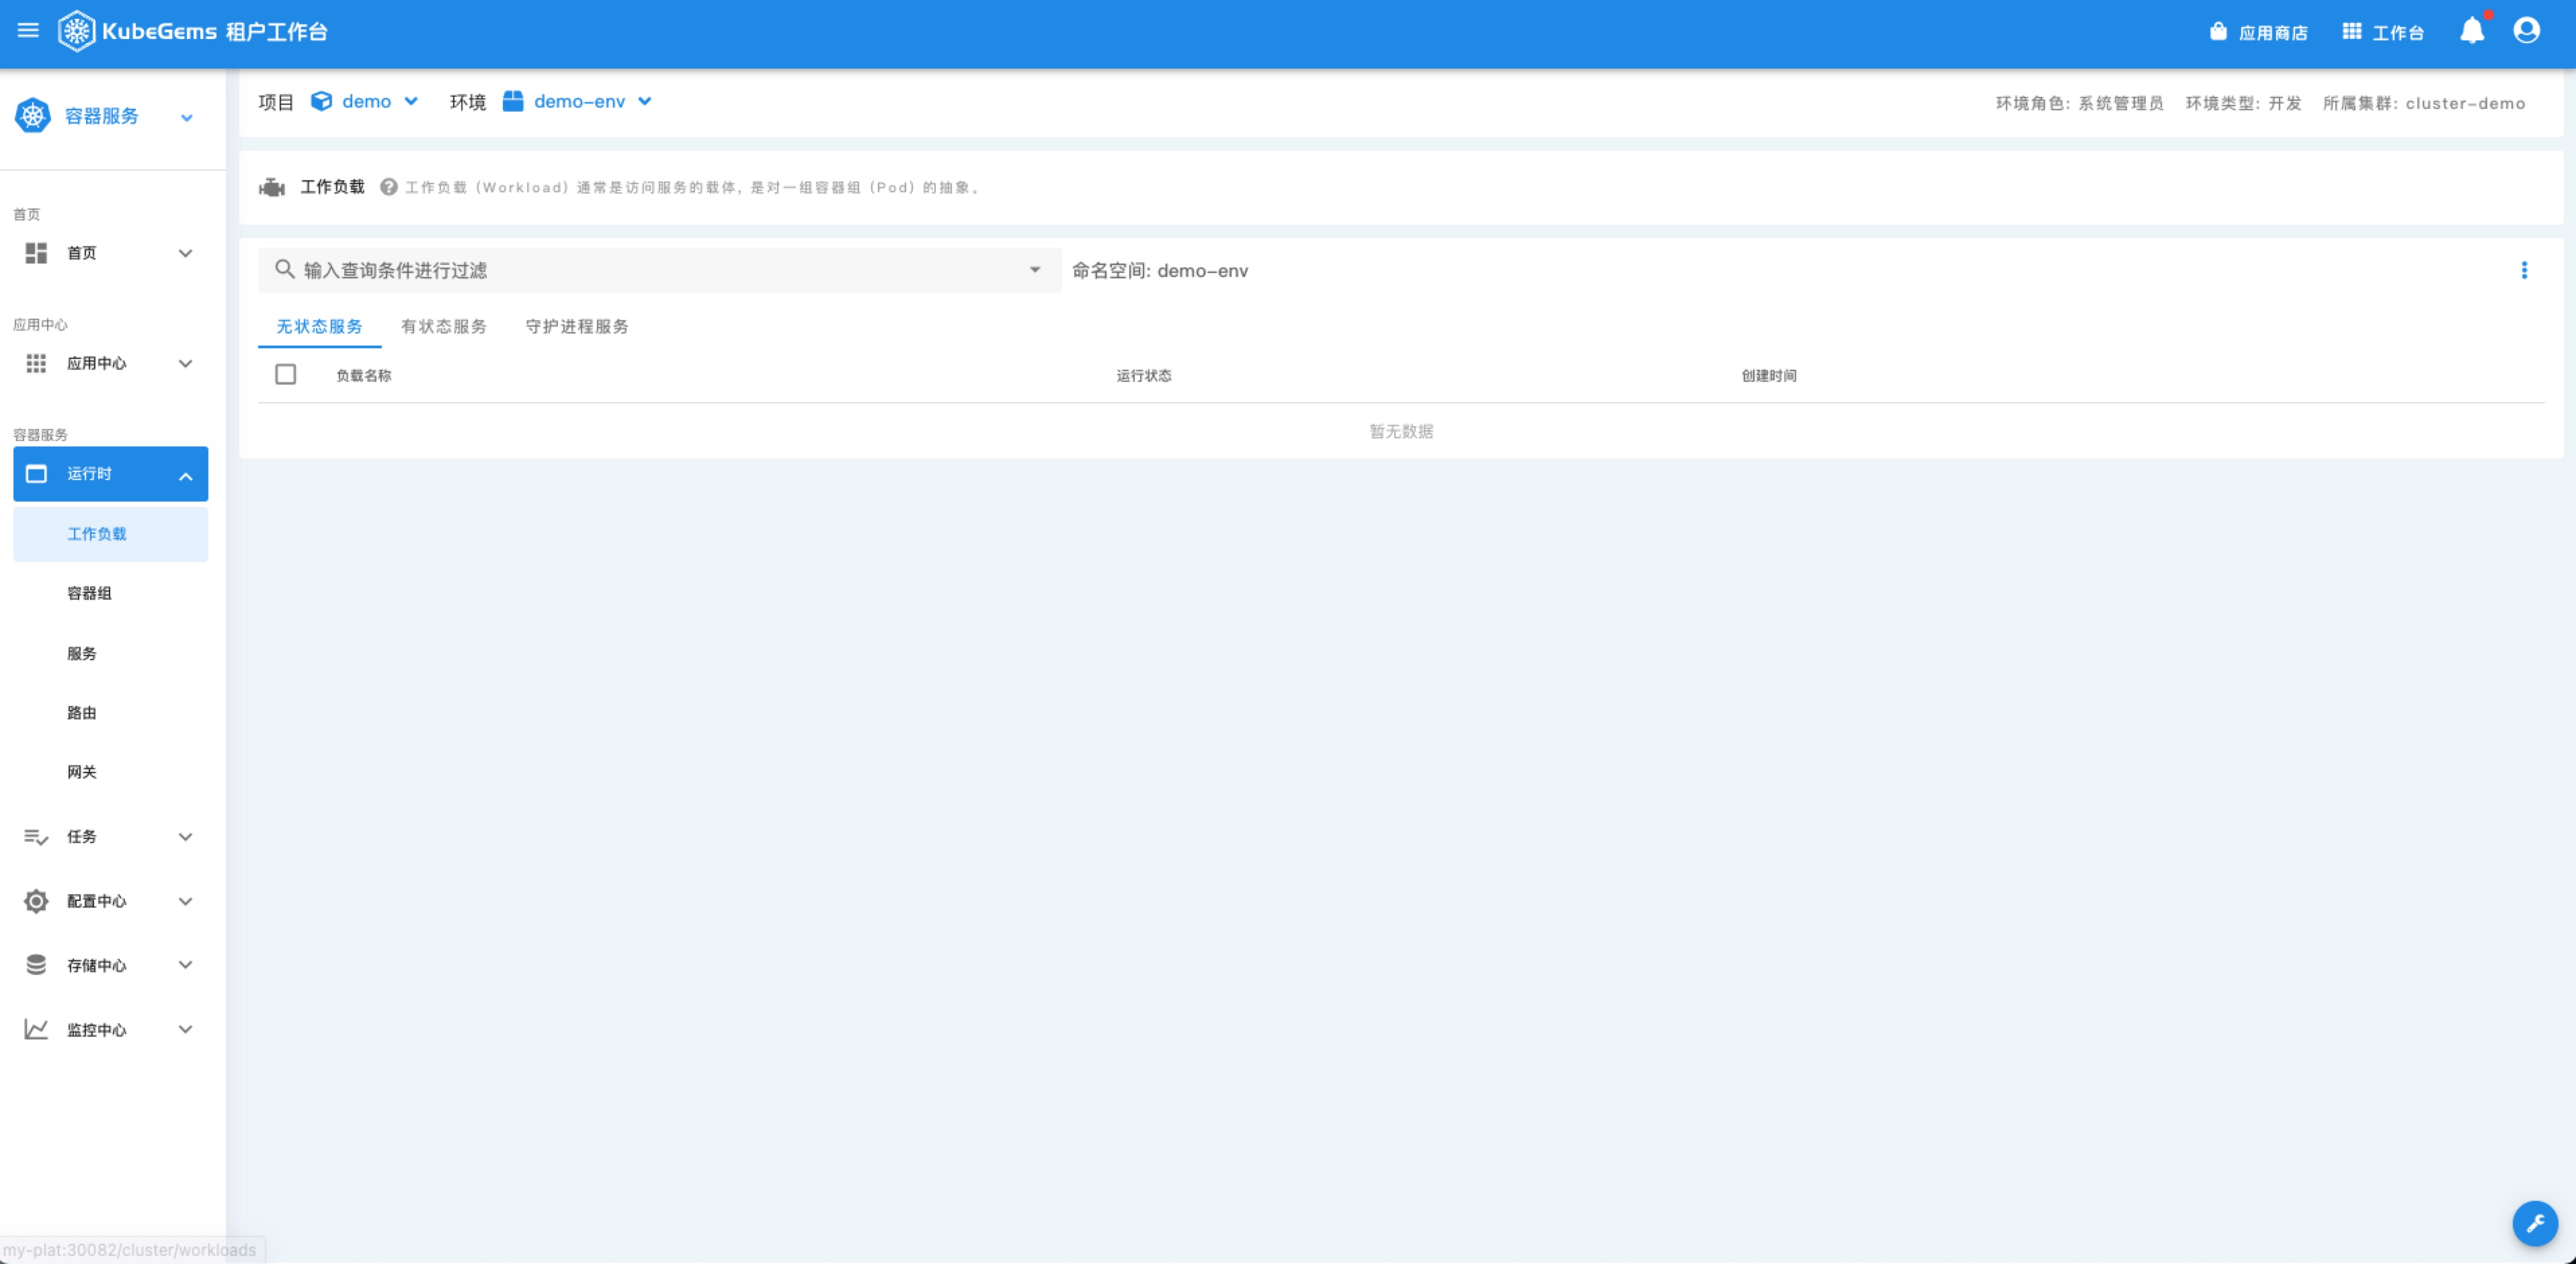 KubeGems 租户工作台
应用商店 工作台
容器服务
项目 demo 环境 demo-env
环境角色: 系统管理员 环境类型: 开发 所属集群: cluster-demo
工作负载 工作负载 (Workload) 通常是访问服务的载体, 是对一组容器组 (Pod) 的抽象。
首页
首页
应用中心
应用中心
容器服务
运行时
工作负载
容器组
服务
路由
网关
任务
配置中心
存储中心
监控中心
输入查询条件进行过滤 命名空间: demo-env
无状态服务 有状态服务 守护进程服务
负载名称 运行状态 创建时间
暂无数据
my-plat:30082/cluster/workloads